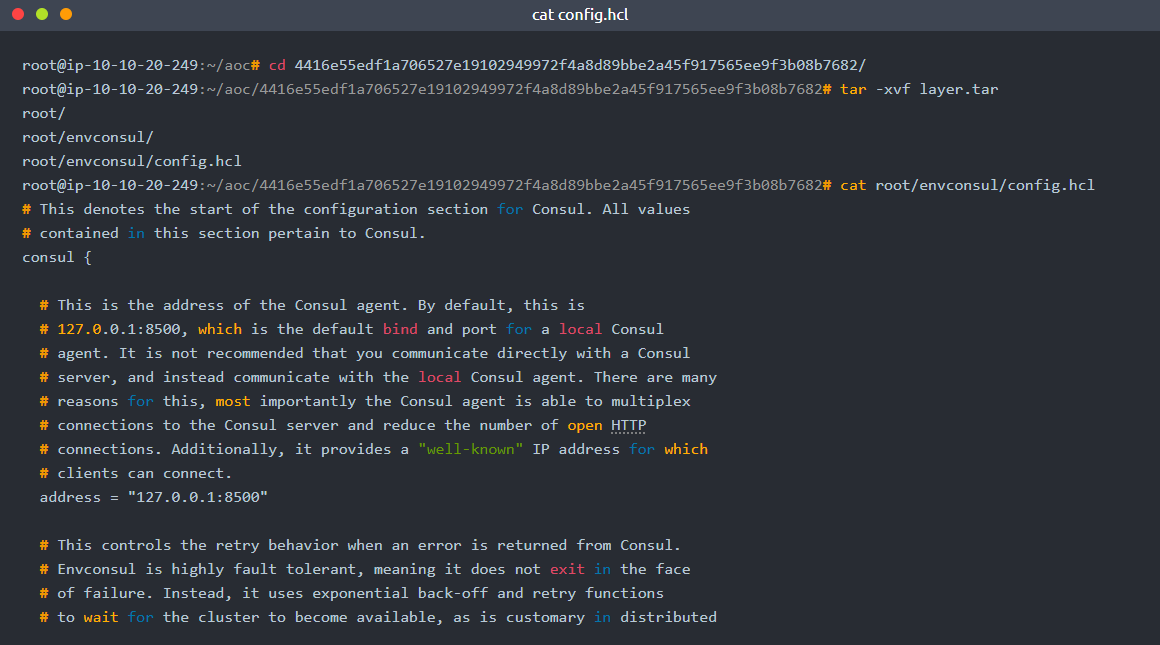 cat config.hcl
root@ip-10-10-20-249:~/aoc# cd 4416e55edf1a706527e19102949972f4a8d89bbe2a45f917565ee9f3b08b7682/
root@ip-10-10-20-249:~/aoc/4416e55edf1a706527e19102949972f4a8d89bbe2a45f917565ee9f3b08b7682# tar -xvf layer.tar
root/
root/envconsul/
root/envconsul/config.hcl
root@ip-10-10-20-249:~/aoc/4416e55edf1a706527e19102949972f4a8d89bbe2a45f917565ee9f3b08b7682# cat root/envconsul/config.hcl
# This denotes the start of the configuration section for Consul. All values
# contained in this section pertain to Consul.
consul {
  # This is the address of the Consul agent. By default, this is
  # 127.0.0.1:8500, which is the default bind and port for a local Consul
  # agent. It is not recommended that you communicate directly with a Consul
  # server, and instead communicate with the local Consul agent. There are many
  # reasons for this, most importantly the Consul agent is able to multiplex
  # connections to the Consul server and reduce the number of open HTTP
  # connections. Additionally, it provides a "well-known" IP address for which
  # clients can connect.
  address = "127.0.0.1:8500"
  # This controls the retry behavior when an error is returned from Consul.
  # Envconsul is highly fault tolerant, meaning it does not exit in the face
  # of failure. Instead, it uses exponential back-off and retry functions
  # to wait for the cluster to become available, as is customary in distributed